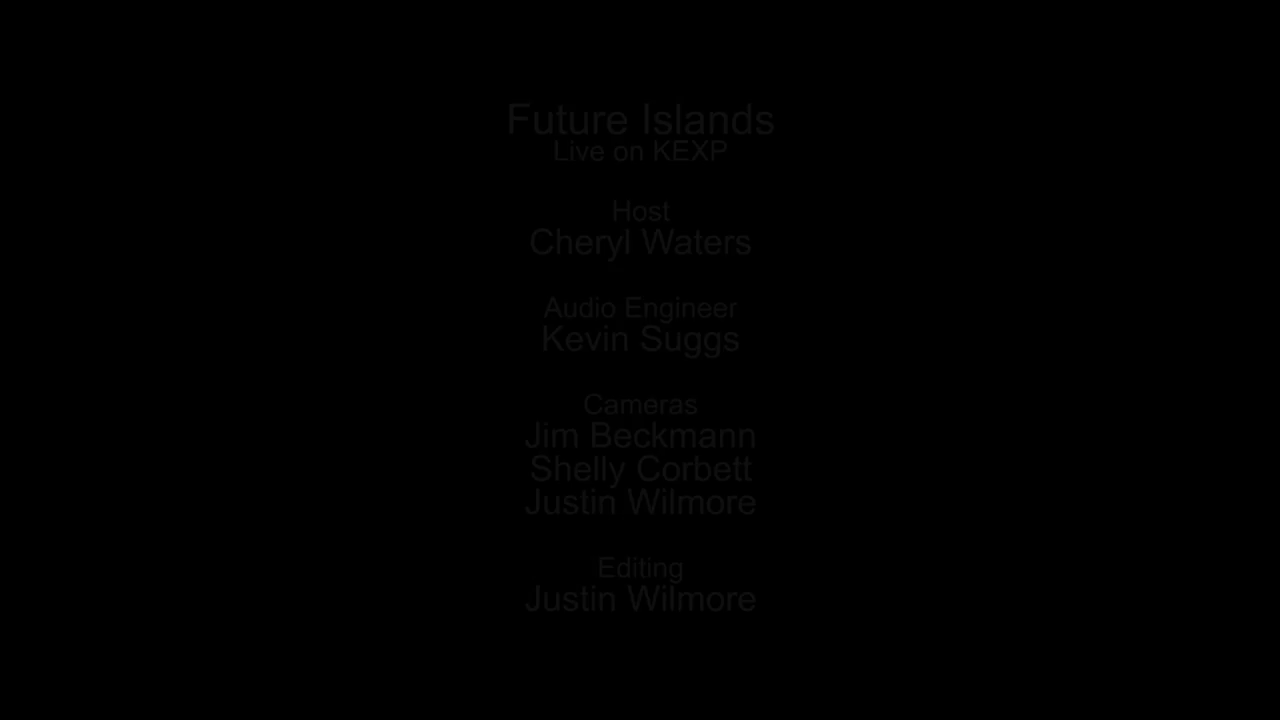 Future Islands
Live on KEXP
Host
Cheryl Waters
Audio Engineer
Kevin Suggs
Cameras
Jim Beckmann
Shelly Corbett
Justin Wilmore
Editing
Justin Wilmore